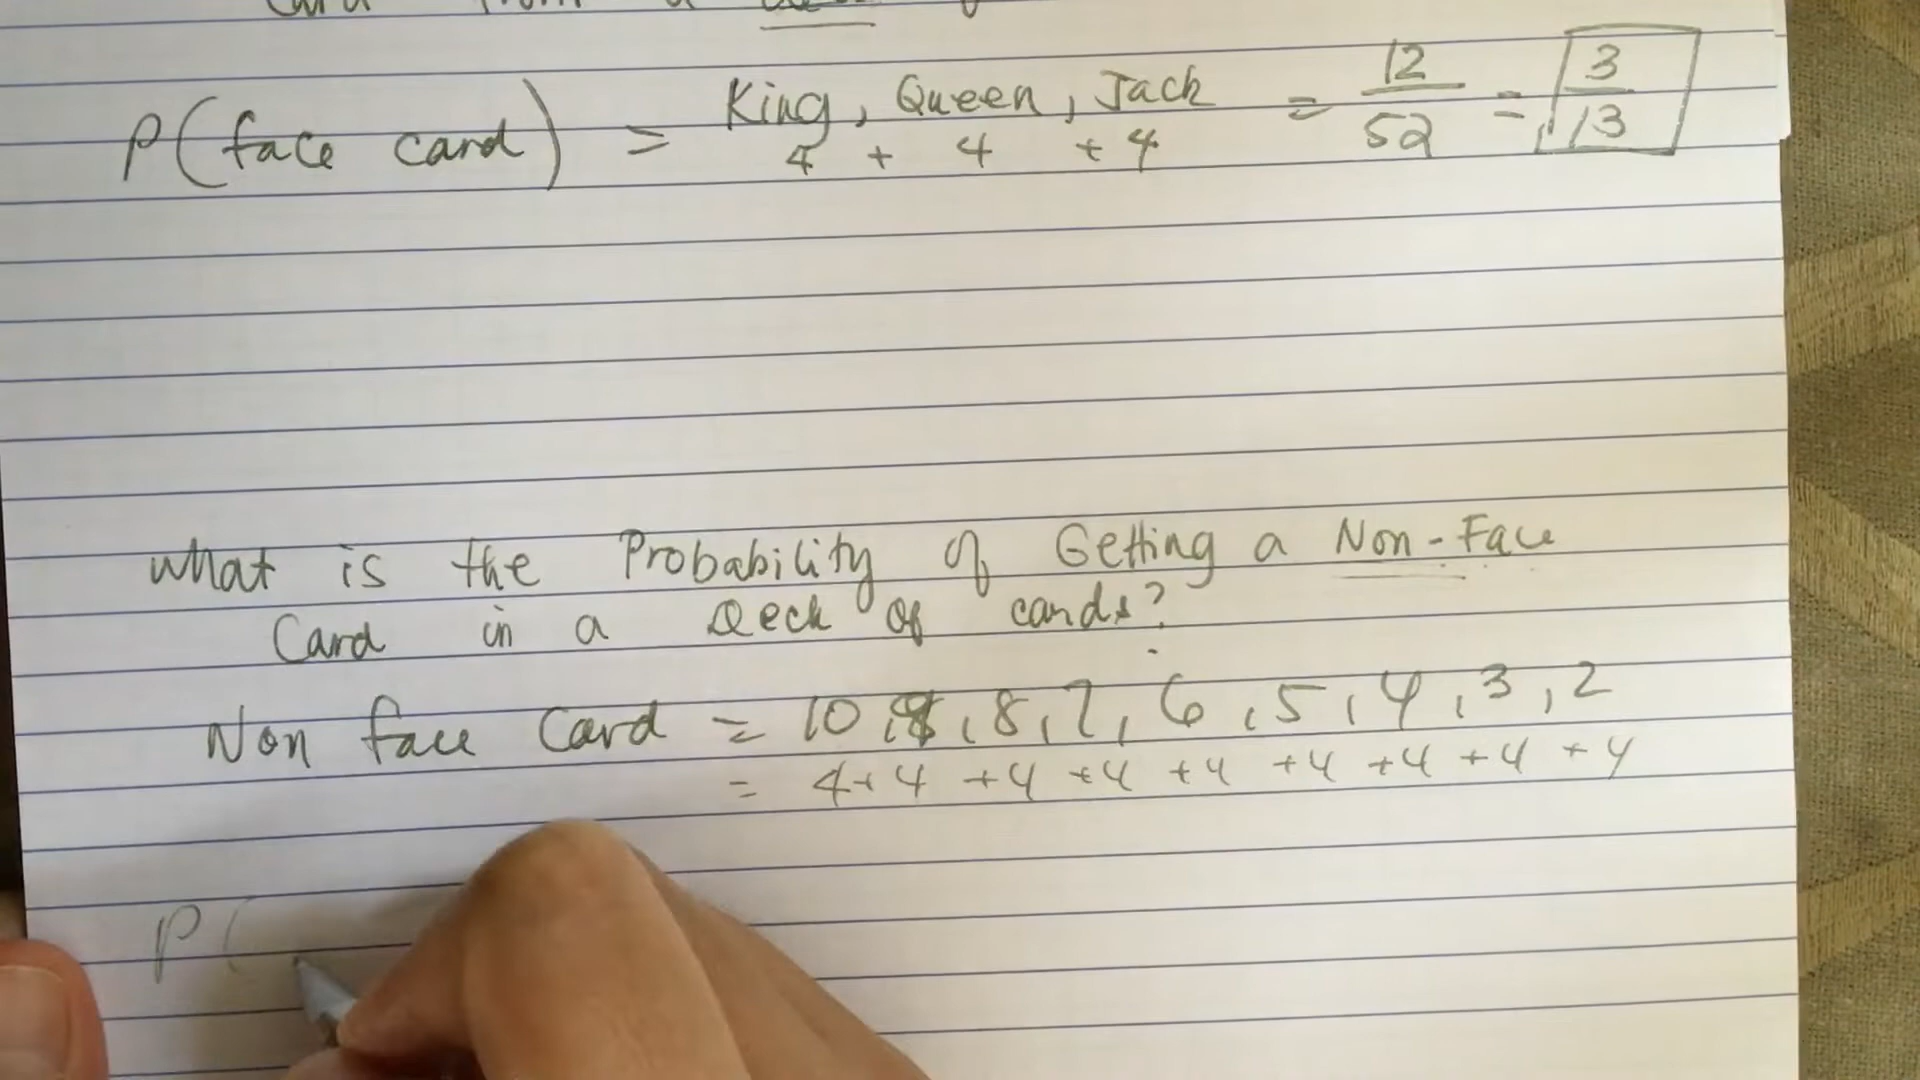 Card from a
P(face card) = King, Queen, Jack = 12/52 = 3/13
4 + 4 + 4
What is the Probability of Getting a Non-Face
Card in a Deck of cards?
Non face Card = 10, 9, 8, 7, 6, 5, 4, 3, 2
= 4+4 +4 +4 +4 +4 +4 +4 +4
P(